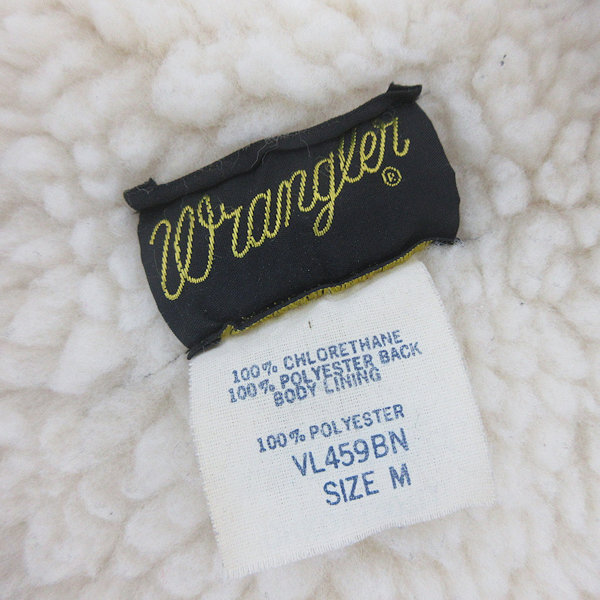 Wrangler®
100% CHLORETHANE
100% POLYESTER BACK
BODY LINING
100% POLYESTER
VL459BN
SIZE M